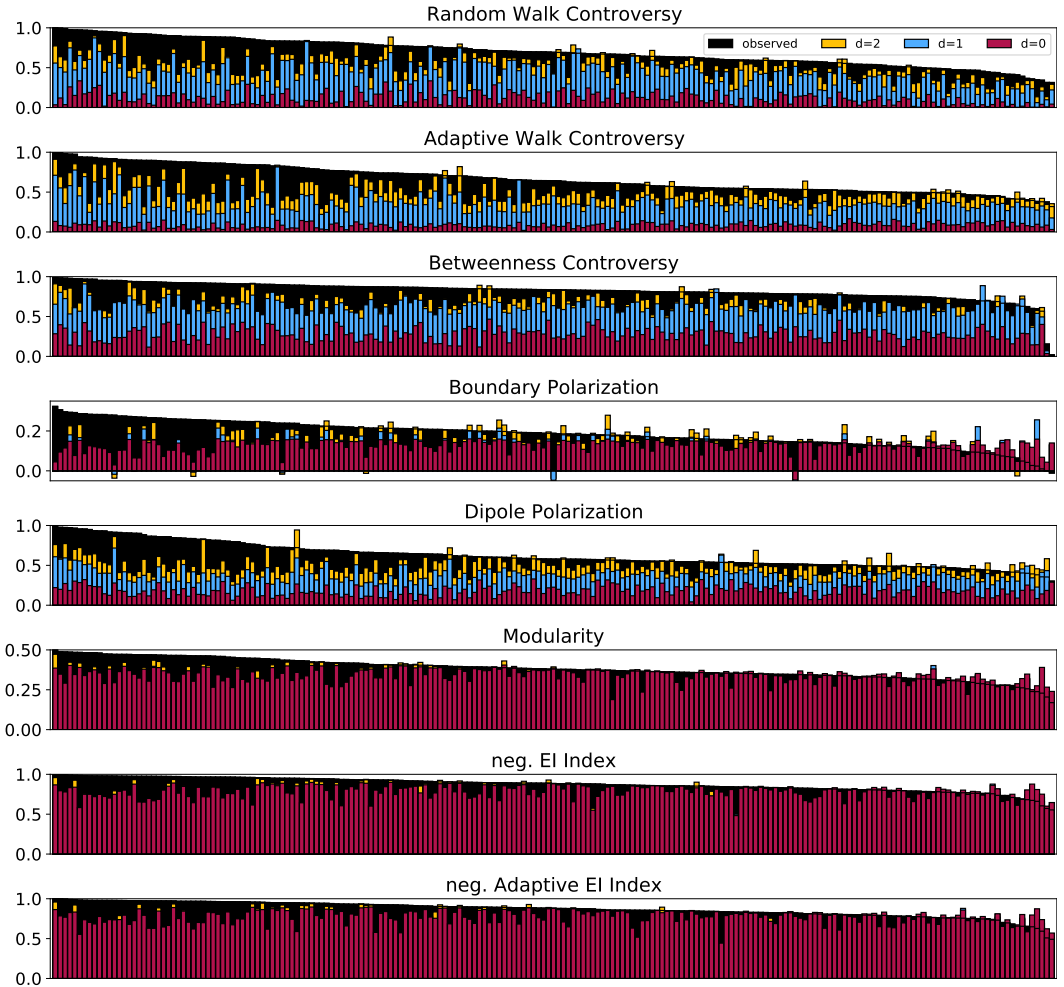 Random Walk Controversy
1.0
0.5
0.0
observed d=2 d=1 d=0
Adaptive Walk Controversy
1.0
0.5
0.0
Betweenness Controversy
1.0
0.5
0.0
Boundary Polarization
0.2
0.0
Dipole Polarization
1.0
0.5
0.0
Modularity
0.50
0.25
0.00
neg. EI Index
1.0
0.5
0.0
neg. Adaptive EI Index
1.0
0.5
0.0